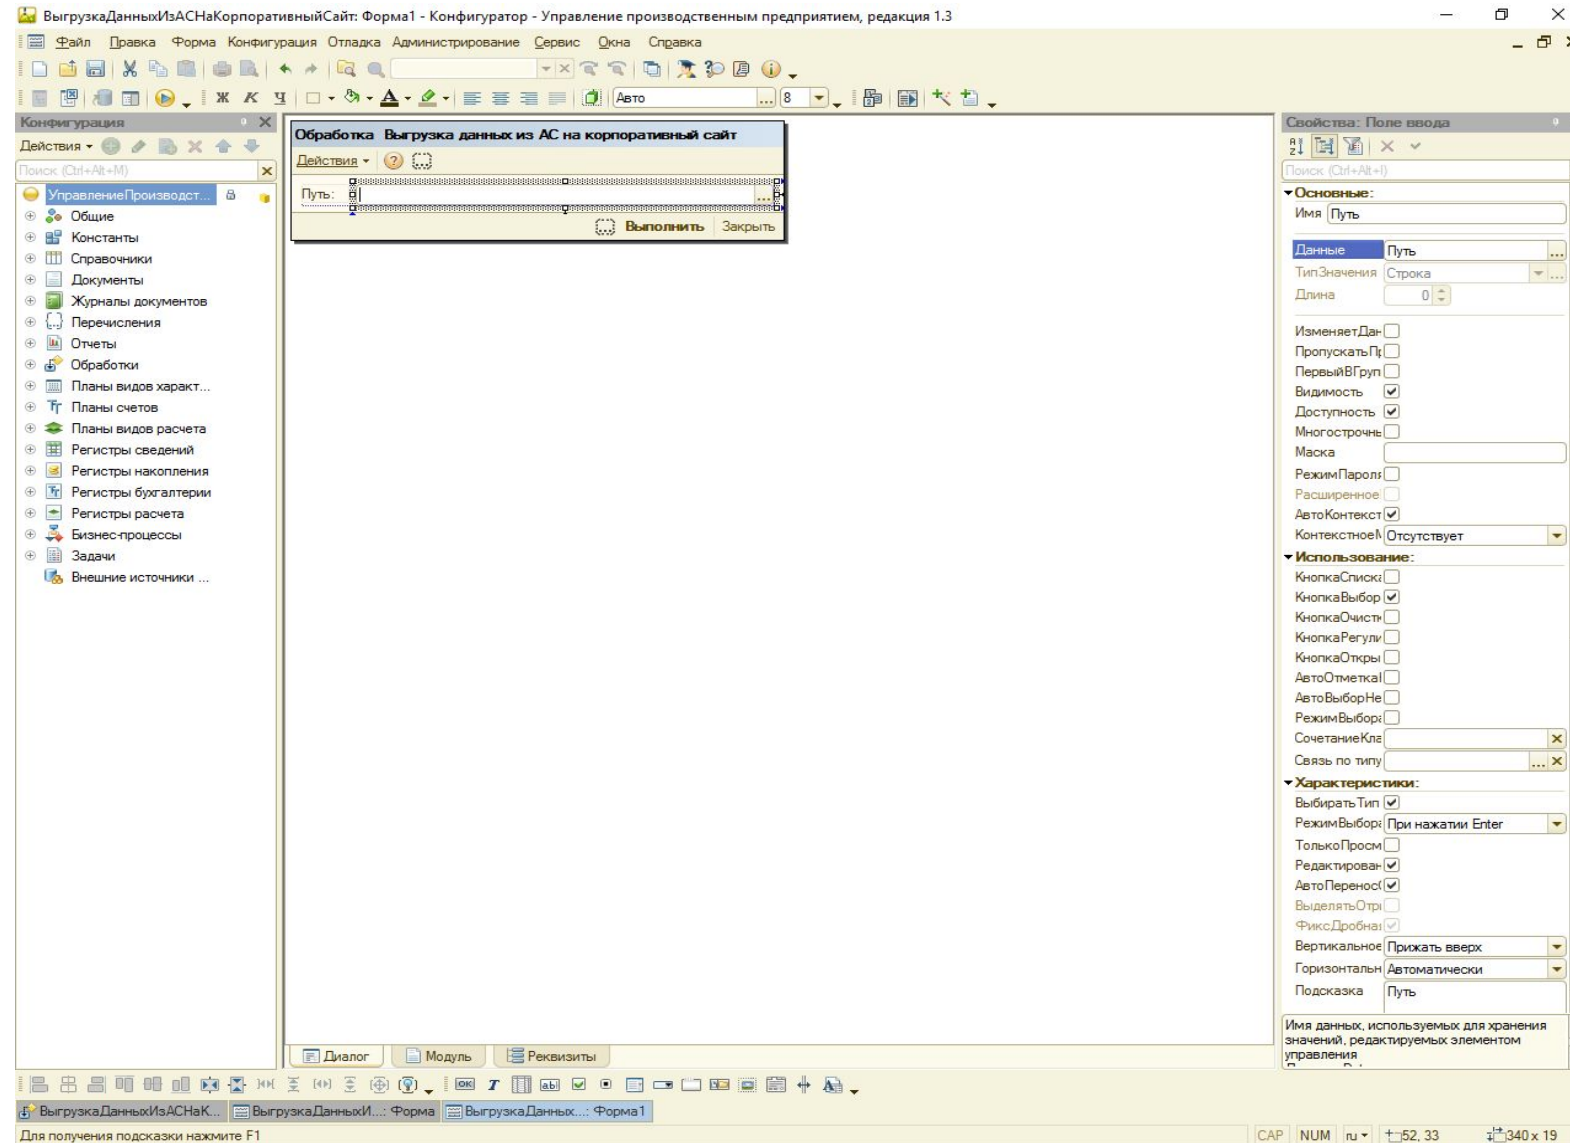 ВыгрузкаДанныхИзАСНаКорпоративныйСайт: Форма1 - Конфигуратор - Управление производственным предприятием, редакция 1.3
Файл Правка Форма Конфигурация Отладка Администрирование Сервис Окна Справка
Ж К Ч А Авто ... 8
Конфигурация
Действия
Поиск (Ctrl+Alt+M)
УправлениеПроизводст...
Общие
Константы
Справочники
Документы
Журналы документов
Перечисления
Отчеты
Обработки
Планы видов характ...
Планы счетов
Планы видов расчета
Регистры сведений
Регистры накопления
Регистры бухгалтерии
Регистры расчета
Бизнес-процессы
Задачи
Внешние источники ...
Обработка Выгрузка данных из АС на корпоративный сайт
Действия
Путь: ...
Выполнить Закрыть
Диалог Модуль Реквизиты
Свойства: Поле ввода
Поиск (Ctrl+Alt+I)
Основные:
Имя Путь
Данные Путь ...
ТипЗначения Строка ...
Длина 0
ИзменяетДан
ПропускатьПр
ПервыйВГруп
Видимость
Доступность
Многострочны
Маска
РежимПароля
Расширенное
АвтоКонтекст
КонтекстноеМ Отсутствует
Использование:
КнопкаСписка
КнопкаВыбор
КнопкаОчистк
КнопкаРегули
КнопкаОткры
АвтоОтметка
АвтоВыборНе
РежимВыбора
СочетаниеКла
Связь по типу ...
Характеристики:
ВыбиратьТип
РежимВыбора При нажатии Enter
ТолькоПросм
Редактирован
АвтоПеренос
ВыделятьОтри
ФиксДробная
Вертикальное Прижать вверх
Горизонтальн Автоматически
Подсказка Путь
Имя данных, используемых для хранения
значений, редактируемых элементом
управления
ВыгрузкаДанныхИзАСНаК... ВыгрузкаДанныхИ...: Форма ВыгрузкаДанных...: Форма1
Для получения подсказки нажмите F1 CAP NUM ru 52, 33 340 x 19